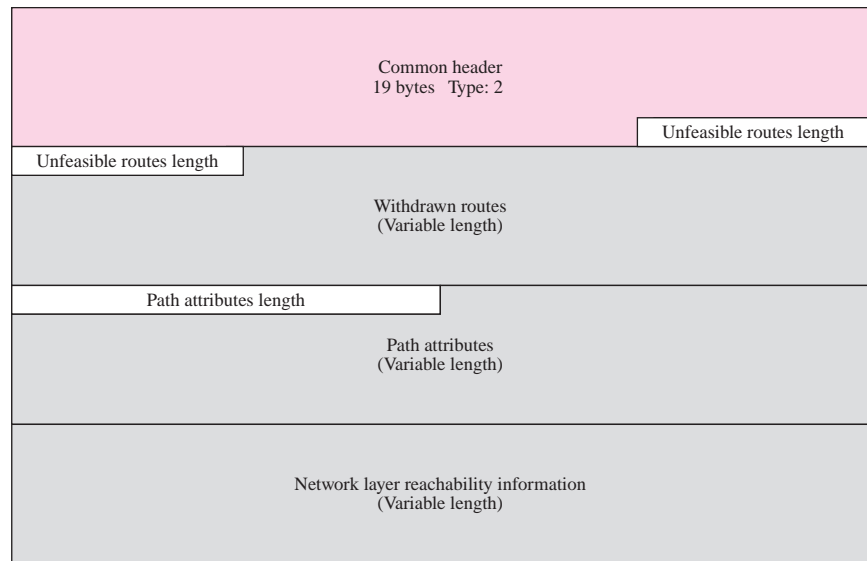 Common header
19 bytes Type: 2
Unfeasible routes length
Unfeasible routes length
Withdrawn routes
(Variable length)
Path attributes length
Path attributes
(Variable length)
Network layer reachability information
(Variable length)